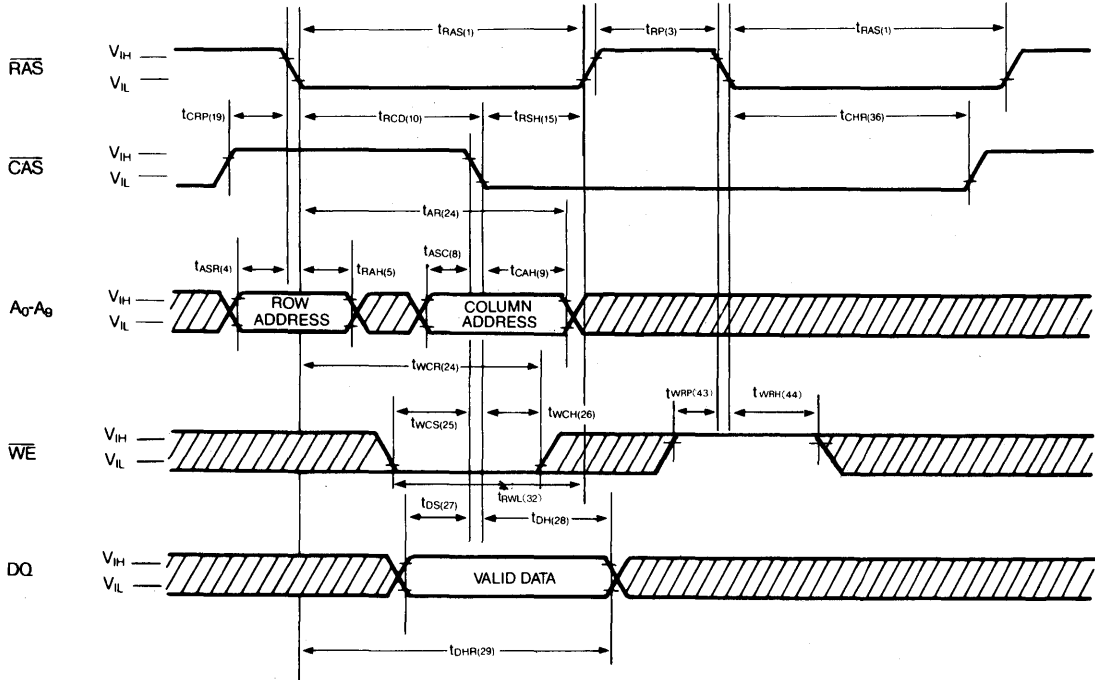 tRAS(1) tRP(3) tRAS(1)
RAS VIH
VIL
tCRP(19) tRCD(10) tRSH(15) tCHR(36)
CAS VIH
VIL
tAR(24)
tASC(8)
tASR(4) tRAH(5) tCAH(9)
A0-A9 VIH ROW ADDRESS COLUMN ADDRESS
VIL
tWCR(24)
tWRP(43) tWRH(44)
tWCS(25) tWCH(26)
WE VIH
VIL
tRWL(32)
tDS(27) tDH(28)
DQ VIH
VIL VALID DATA
tDHR(29)